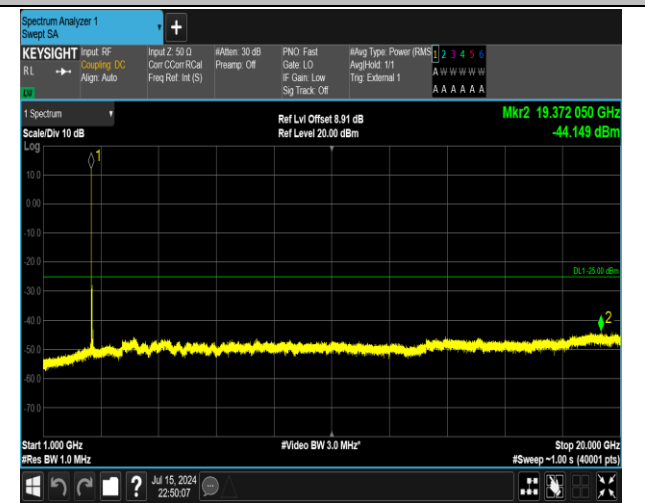 Spectrum Analyzer 1
Swept SA
+
KEYSIGHT Input: RF Input Z: 50 Ω #Atten: 30 dB PNO: Fast #Avg Type: Power (RMS 1 2 3 4 5 6
RL Coupling: DC Corr CCorr RCal Preamp: Off Gate: LO Avg|Hold: 1/1 A W W W W W
Align: Auto Freq Ref: Int (S) IF Gain: Low Trig: External 1
LW Sig Track: Off A A A A A A
1 Spectrum Ref Lvl Offset 8.91 dB Mkr2 19.372 050 GHz
Scale/Div 10 dB Ref Level 20.00 dBm -44.149 dBm
Log
1
10.0
0.00
-10.0
-20.0
DL1 -25.00 dBm
-30.0
-40.0
2
-50.0
-60.0
-70.0
Start 1.000 GHz #Video BW 3.0 MHz* Stop 20.000 GHz
#Res BW 1.0 MHz #Sweep ~1.00 s (40001 pts)
? Jul 15, 2024
22:50:07